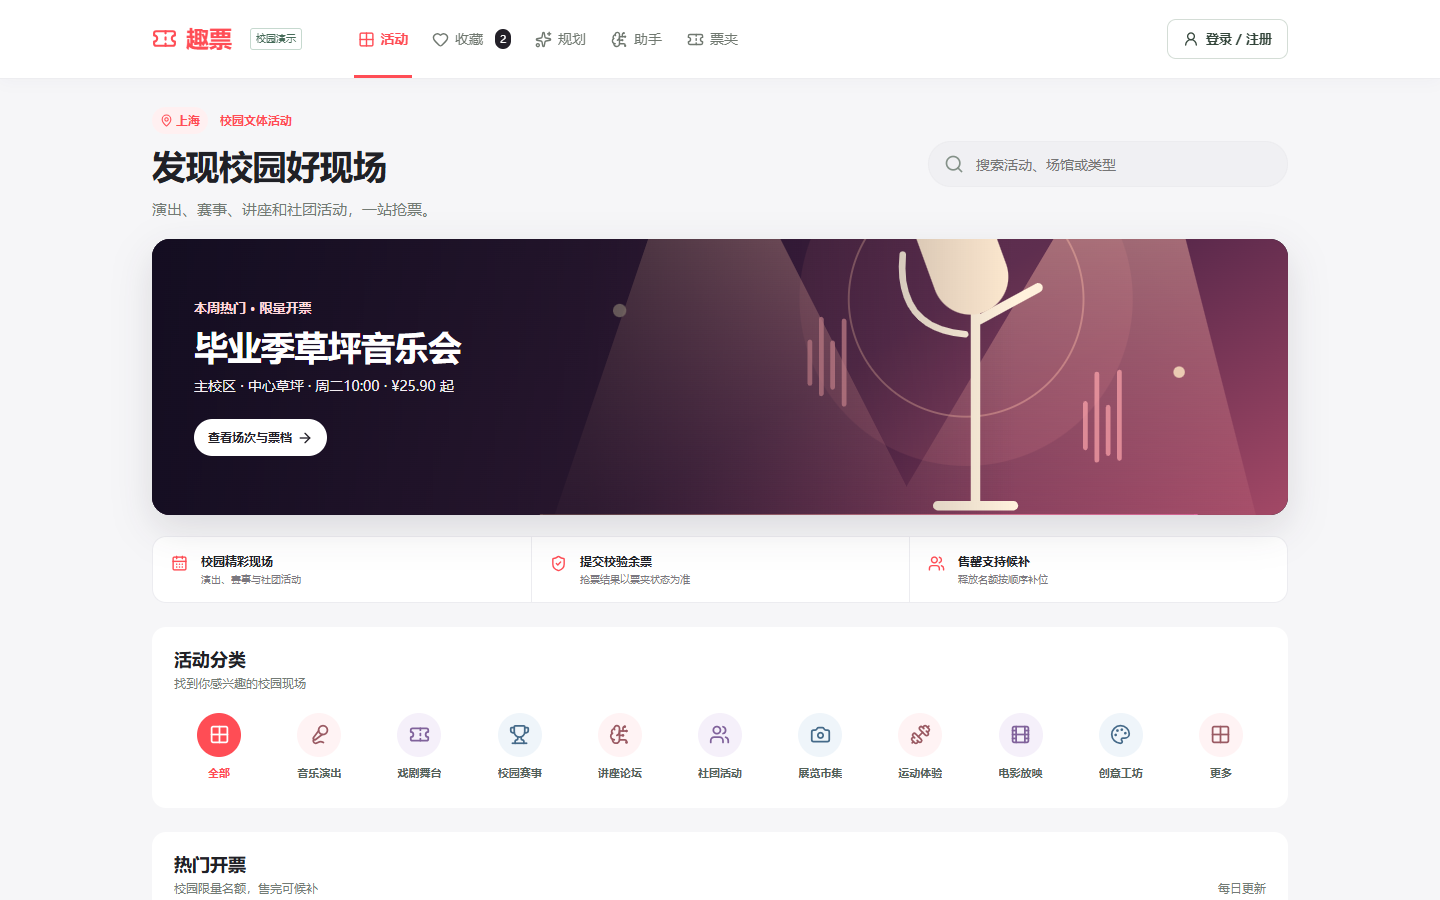 趣票 校园演示 活动 收藏 2 规划 助手 票夹 登录 / 注册
上海 校园文体活动
发现校园好现场
搜索活动、场馆或类型
演出、赛事、讲座和社团活动，一站抢票。
本周热门 • 限量开票
毕业季草坪音乐会
主校区 · 中心草坪 · 周二10:00 · ¥25.90 起
查看场次与票档
校园精彩现场
演出、赛事与社团活动
提交校验余票
抢票结果以票夹状态为准
售罄支持候补
释放名额按顺序补位
活动分类
找到你感兴趣的校园现场
全部 音乐演出 戏剧舞台 校园赛事 讲座论坛 社团活动 展览市集 运动体验 电影放映 创意工坊 更多
热门开票
校园限量名额，售完可候补
每日更新